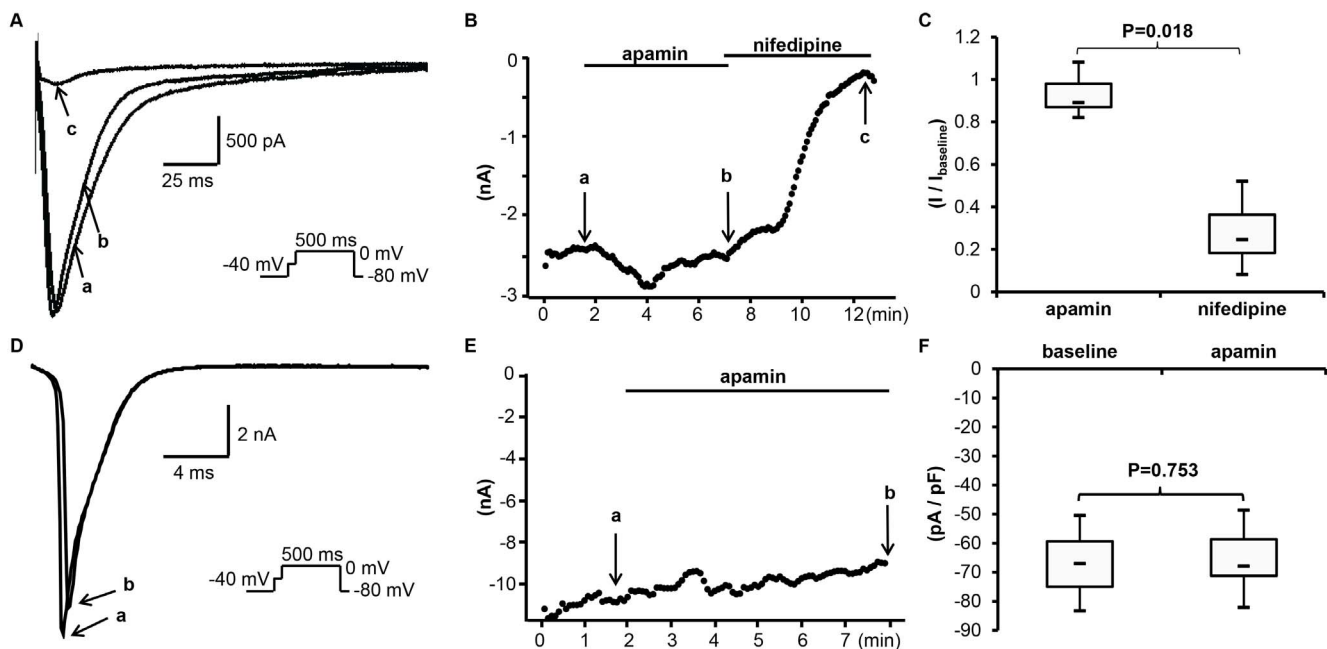 A
c
500 pA
25 ms
b
a
500 ms
-40 mV
0 mV
-80 mV
B
apamin
nifedipine
0
-1
-2
-3
(nA)
a
b
c
0 2 4 6 8 10 12 (min)
C
P=0.018
1.2
1
0.8
0.6
0.4
0.2
0
(I / Ibaseline)
apamin nifedipine
D
2 nA
4 ms
b
a
500 ms
-40 mV
0 mV
-80 mV
E
apamin
0
-2
-4
-6
-8
-10
(nA)
a
b
0 1 2 3 4 5 6 7 (min)
F
baseline apamin
0
-10
-20
-30
-40
-50
-60
-70
-80
-90
(pA / pF)
P=0.753